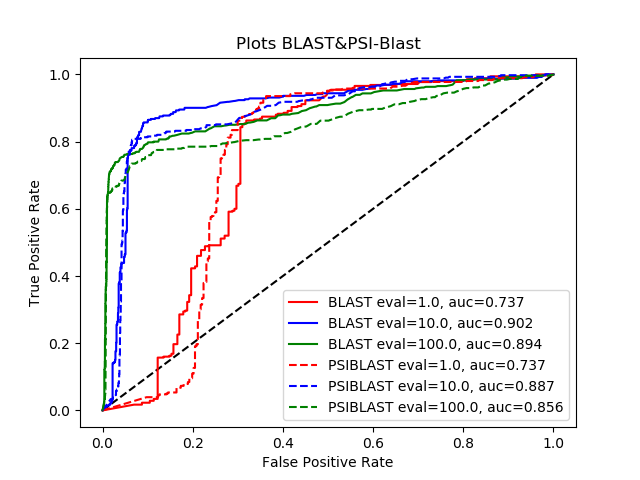 Plots BLAST&PSI-Blast
True Positive Rate
1.0
0.8
0.6
0.4
0.2
0.0
BLAST eval=1.0, auc=0.737
BLAST eval=10.0, auc=0.902
BLAST eval=100.0, auc=0.894
PSIBLAST eval=1.0, auc=0.737
PSIBLAST eval=10.0, auc=0.887
PSIBLAST eval=100.0, auc=0.856
0.0 0.2 0.4 0.6 0.8 1.0
False Positive Rate